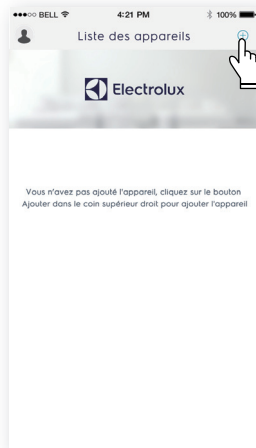 BELL 4:21 PM 100%
Liste des appareils
Electrolux
Vous n'avez pas ajouté l'appareil, cliquez sur le bouton
Ajouter dans le coin supérieur droit pour ajouter l'appareil